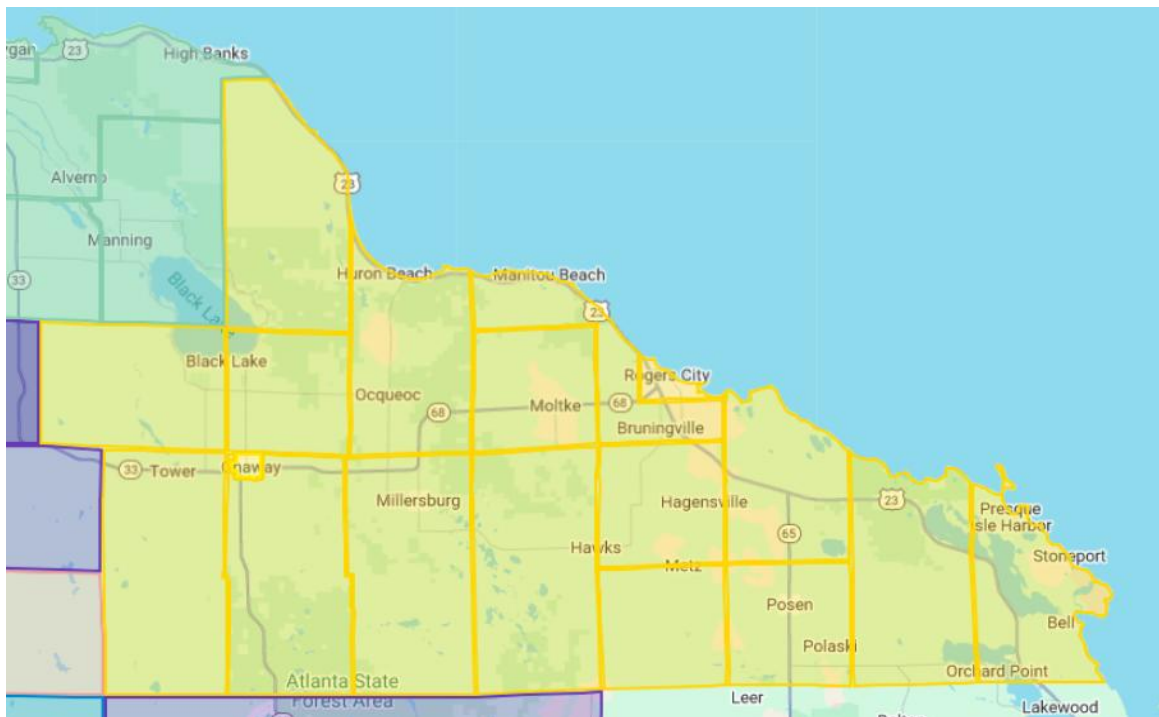 23
High Banks
Alverno
23
Manning
33
Black Lake
Huron Beach
Manitou Beach
23
Black Lake
Rogers City
Ocqueoc
68
Moltke
68
Bruningville
33
Tower
Onaway
Millersburg
Hagensville
23
Presque
Isle Harbor
65
Hawks
Metz
Stoneport
Posen
Bell
Polaski
Orchard Point
Atlanta State
Forest Area
Leer
Lakewood